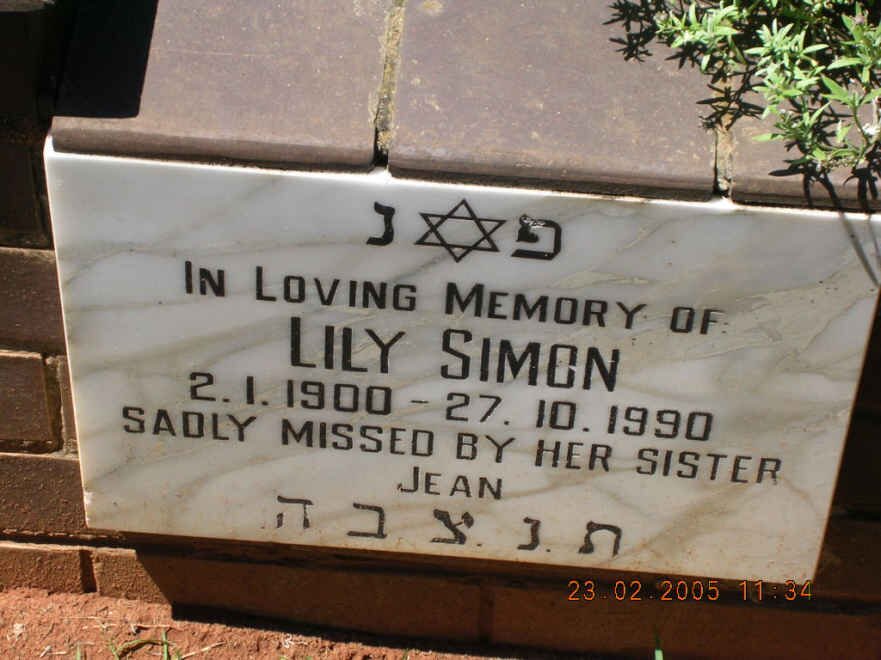 פ ✡ נ
IN LOVING MEMORY OF
LILY SIMON
2.1.1900 - 27.10.1990
SADLY MISSED BY HER SISTER
JEAN
ת.נ.צ.ב.ה
23.02.2005 11:34